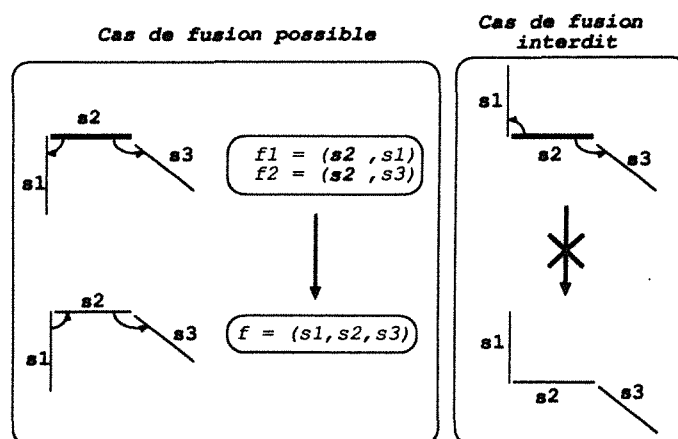 Cas de fusion possible
s2
s1
s3
f1 = (s2 ,s1)
f2 = (s2 ,s3)
s2
s1
s3
f = (s1,s2,s3)
Cas de fusion
interdit
s1
s2
s3
s1
s2
s3